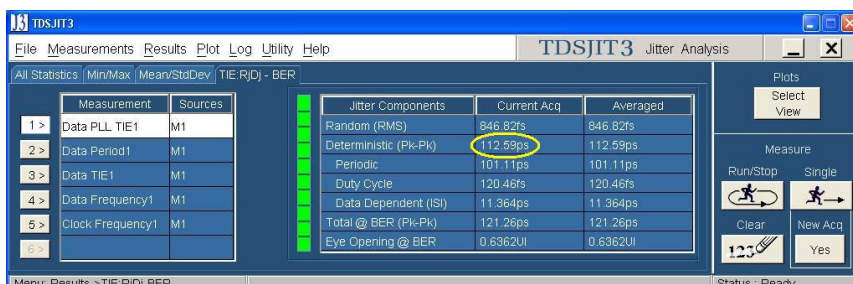 TDSJIT3
File Measurements Results Plot Log Utility Help TDSJIT3 Jitter Analysis
All Statistics Min/Max Mean/StdDev TIE:RjDj - BER
Plots
Select View
Measurement Sources
1 > Data PLL TIE1 M1
2 > Data Period1 M1
3 > Data TIE1 M1
4 > Data Frequency1 M1
5 > Clock Frequency1 M1
6 >
Jitter Components Current Acq Averaged
Random (RMS) 846.82fs 846.82fs
Deterministic (Pk-Pk) 112.59ps 112.59ps
Periodic 101.11ps 101.11ps
Duty Cycle 120.46fs 120.46fs
Data Dependent (ISI) 11.364ps 11.364ps
Total @ BER (Pk-Pk) 121.26ps 121.26ps
Eye Opening @ BER 0.6362UI 0.6362UI
Measure
Run/Stop Single
Clear New Acq
123 Yes
Menu: Results->TIE:RjDj BER Status : Ready